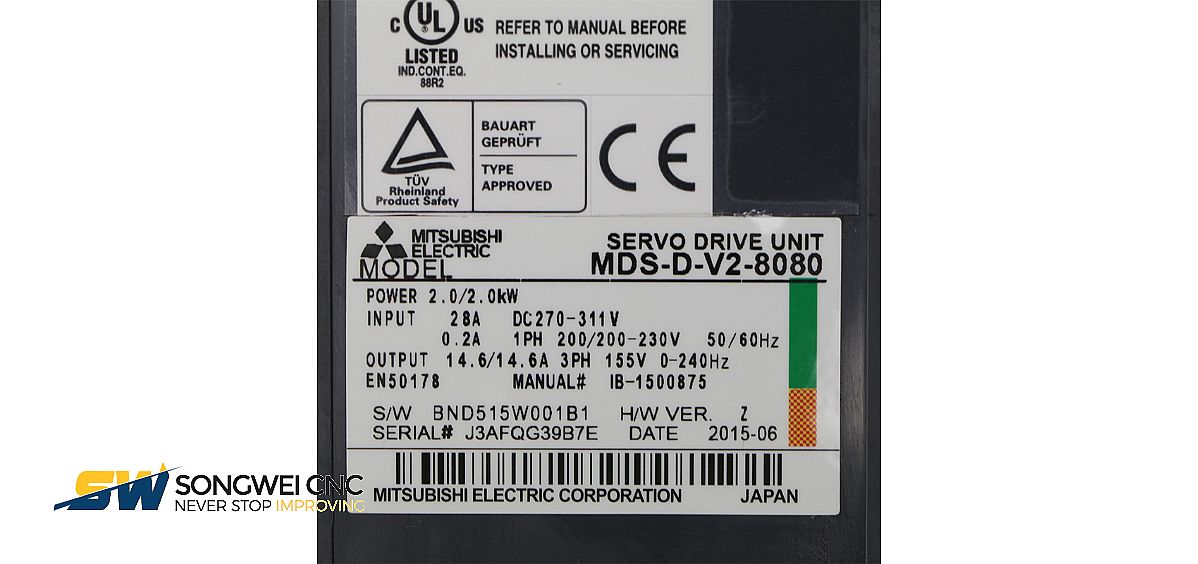 C UL ® US
LISTED
IND.CONT.EQ.
88R2
REFER TO MANUAL BEFORE
INSTALLING OR SERVICING
TÜV
Rheinland
Product Safety
BAUART
GEPRÜFT
TYPE
APPROVED
CE
MITSUBISHI
ELECTRIC
MODEL
SERVO DRIVE UNIT
MDS-D-V2-8080
POWER 2.0/2.0kW
INPUT 28A DC270-311V
0.2A 1PH 200/200-230V 50/60Hz
OUTPUT 14.6/14.6A 3PH 155V 0-240Hz
EN50178 MANUAL# IB-1500875
S/W BND515W001B1 H/W VER. Z
SERIAL# J3AFQG39B7E DATE 2015-06
MITSUBISHI ELECTRIC CORPORATION JAPAN
SW SONGWEI CNC
NEVER STOP IMPROVING